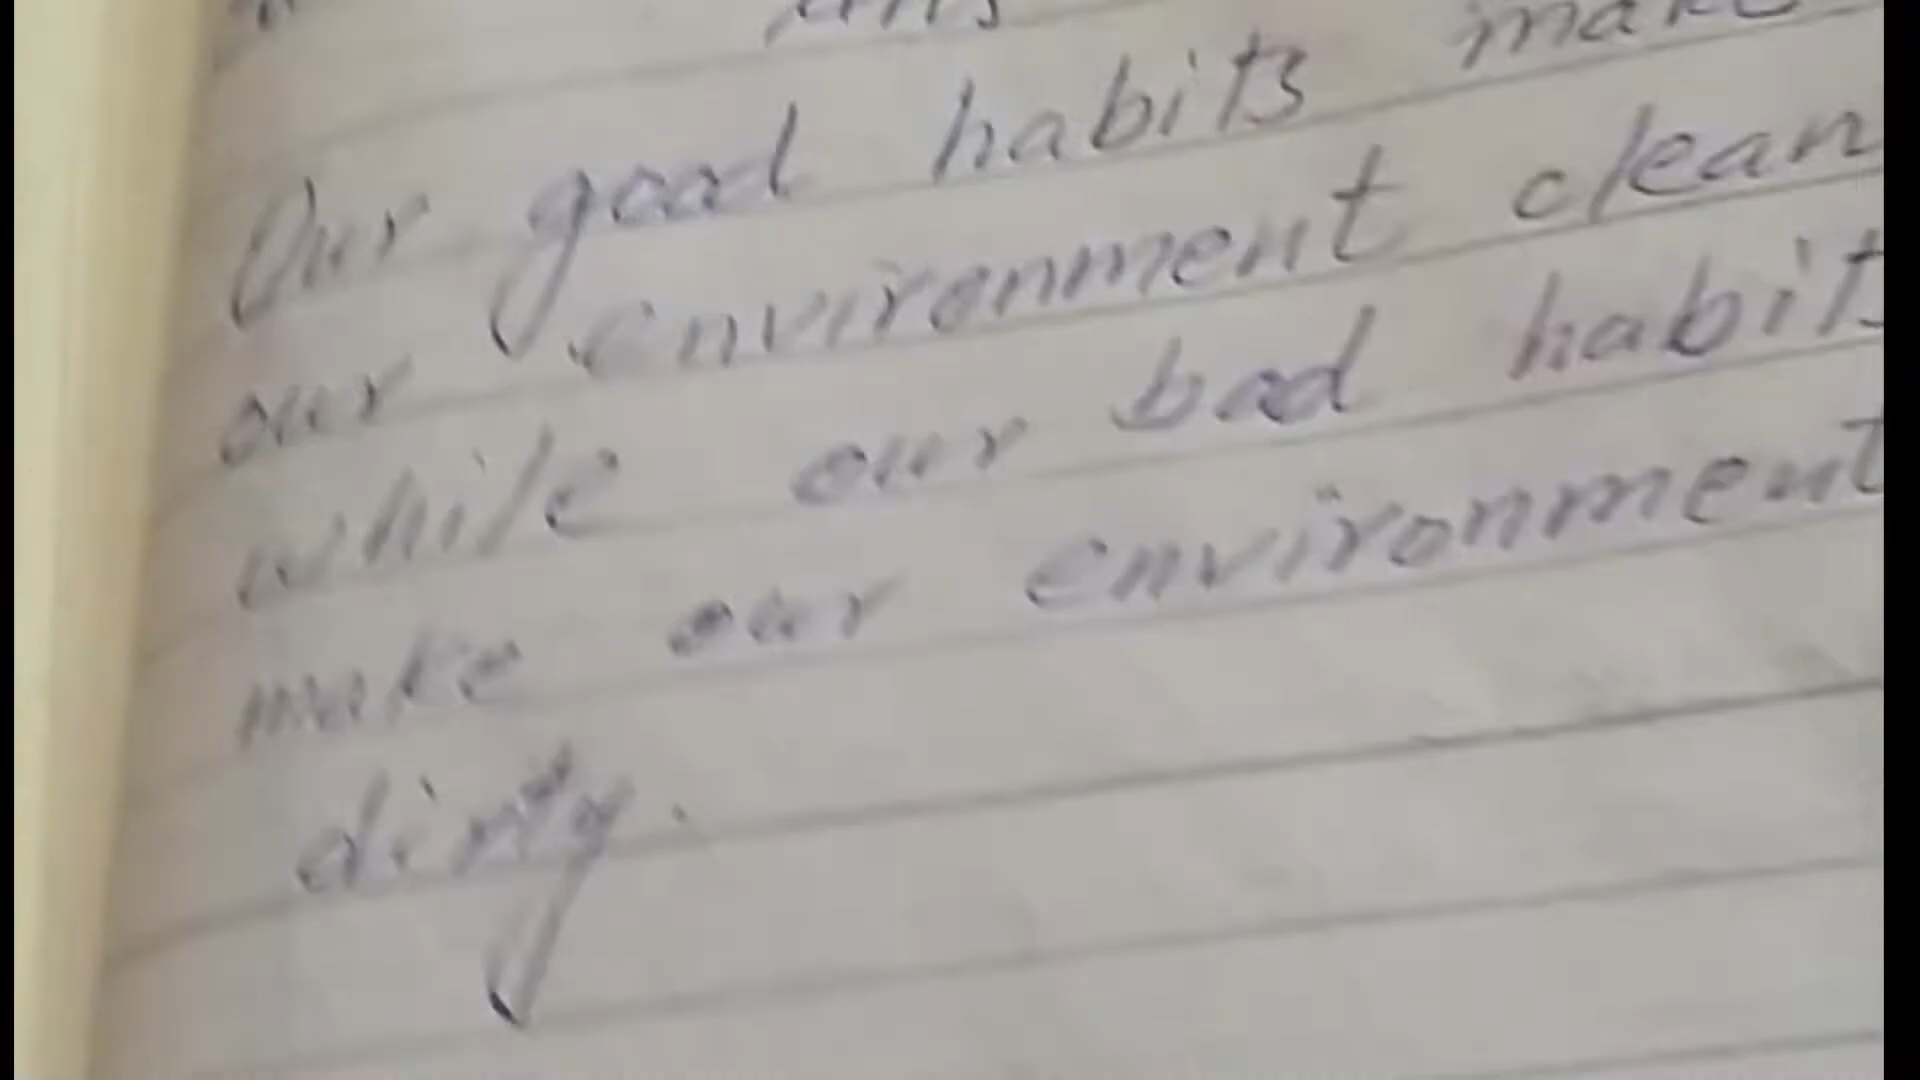 Our good habits make
our environment clean
while our bad habits
make our environment
dirty.